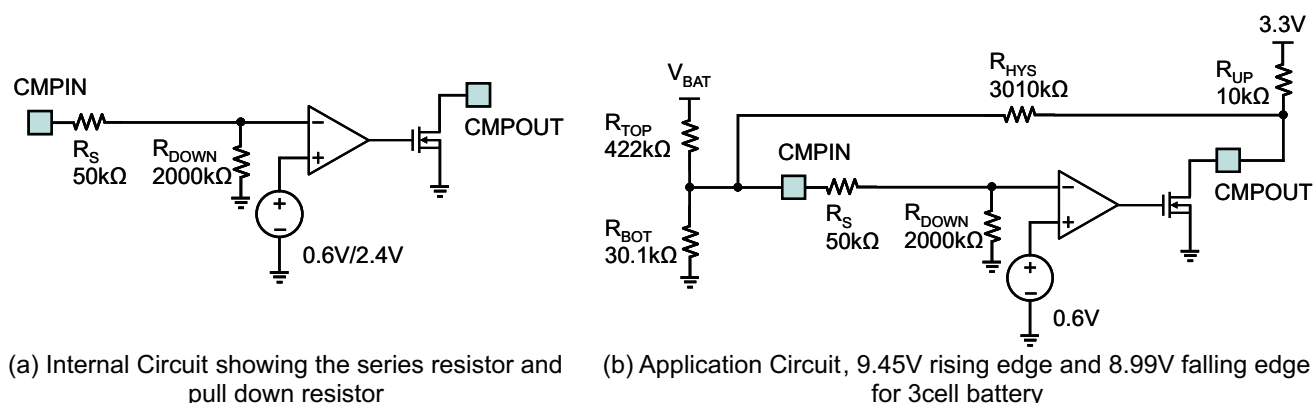 CMPIN
R_S
50kΩ
R_DOWN
2000kΩ
−
+
+
−
0.6V/2.4V
CMPOUT
(a) Internal Circuit showing the series resistor and
pull down resistor
V_BAT
R_TOP
422kΩ
R_BOT
30.1kΩ
CMPIN
R_S
50kΩ
R_DOWN
2000kΩ
−
+
+
−
0.6V
R_HYS
3010kΩ
3.3V
R_UP
10kΩ
CMPOUT
(b) Application Circuit, 9.45V rising edge and 8.99V falling edge
for 3cell battery